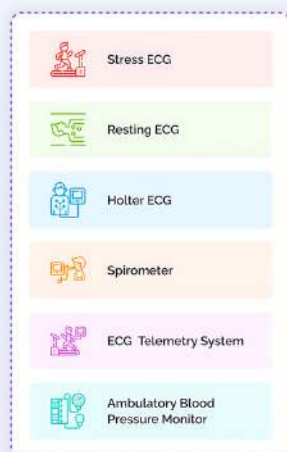 Stress ECG
Resting ECG
Holter ECG
Spirometer
ECG Telemetry System
Ambulatory Blood
Pressure Monitor